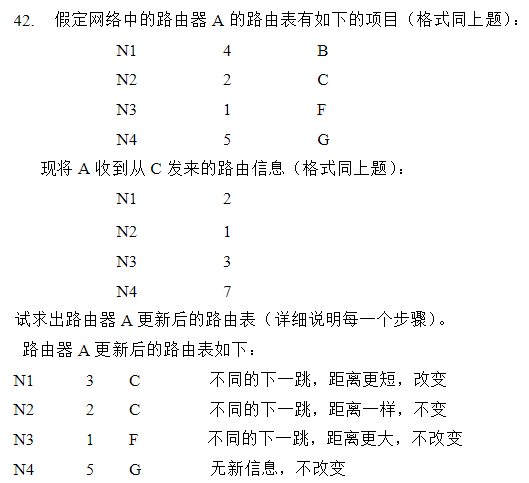 42. 假定网络中的路由器 A 的路由表有如下的项目（格式同上题）：
N1 4 B
N2 2 C
N3 1 F
N4 5 G
现将 A 收到从 C 发来的路由信息（格式同上题）：
N1 2
N2 1
N3 3
N4 7
试求出路由器 A 更新后的路由表（详细说明每一个步骤）。
路由器 A 更新后的路由表如下：
N1 3 C 不同的下一跳，距离更短，改变
N2 2 C 不同的下一跳，距离一样，不变
N3 1 F 不同的下一跳，距离更大，不改变
N4 5 G 无新信息，不改变